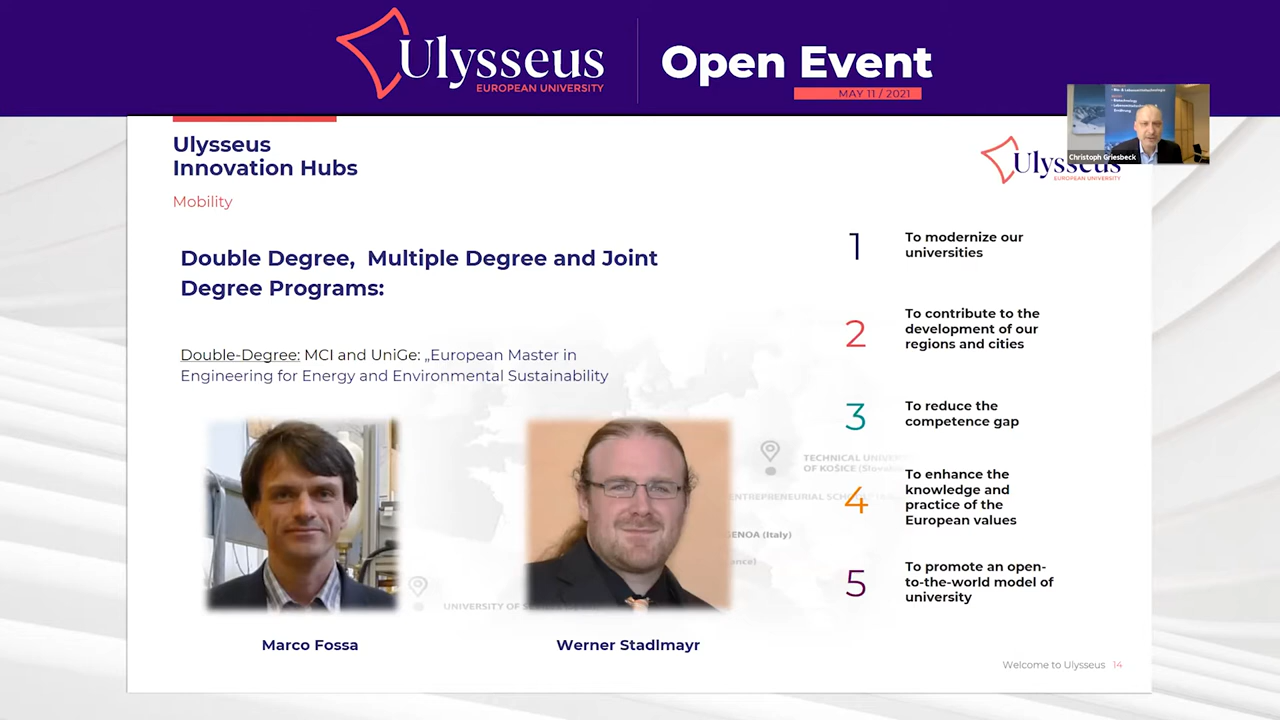 Ulysseus
EUROPEAN UNIVERSITY
Open Event
MAY 11 / 2021
Christoph Griesbeck
Ulysseus
Innovation Hubs
Mobility
Ulysseus
EUROPEAN UNIVERSITY
Double Degree, Multiple Degree and Joint
Degree Programs:
Double-Degree: MCI and UniGe: „European Master in
Engineering for Energy and Environmental Sustainability
Marco Fossa
Werner Stadlmayr
TECHNICAL
OF KOŠICE
GENOA (Italy)
UNIVERSITY OF
1
To modernize our
universities
2
To contribute to the
development of our
regions and cities
3
To reduce the
competence gap
4
To enhance the
knowledge and
practice of the
European values
5
To promote an open-
to-the-world model of
university
Welcome to Ulysseus 14